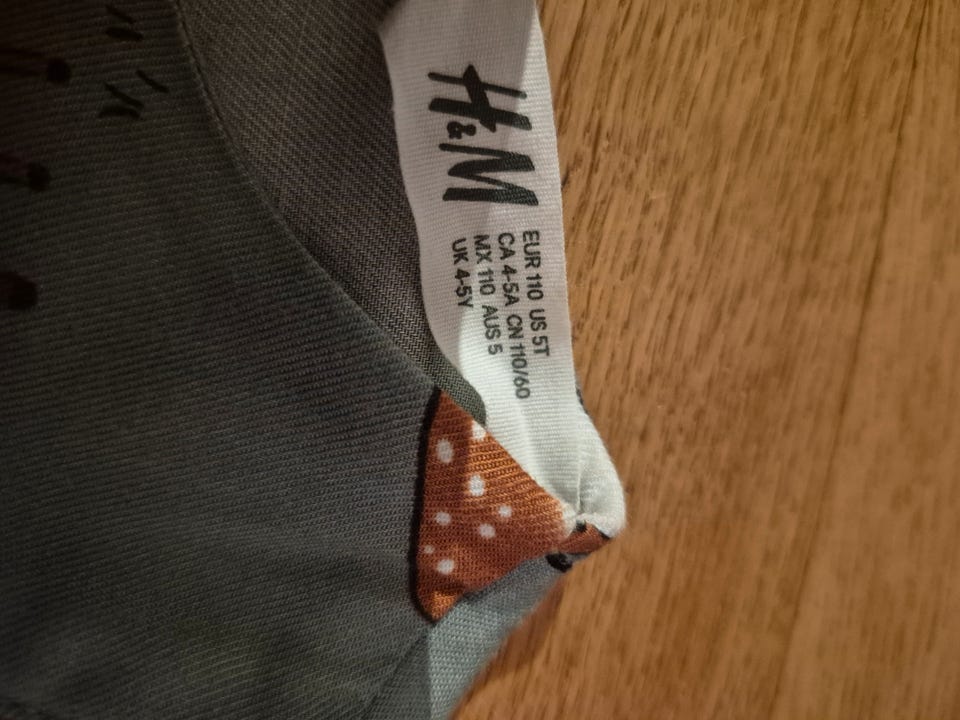 H&M
EUR 110 US 5T
CA 4-5A CN 110/60
MX 110 AUS 5
UK 4-5Y